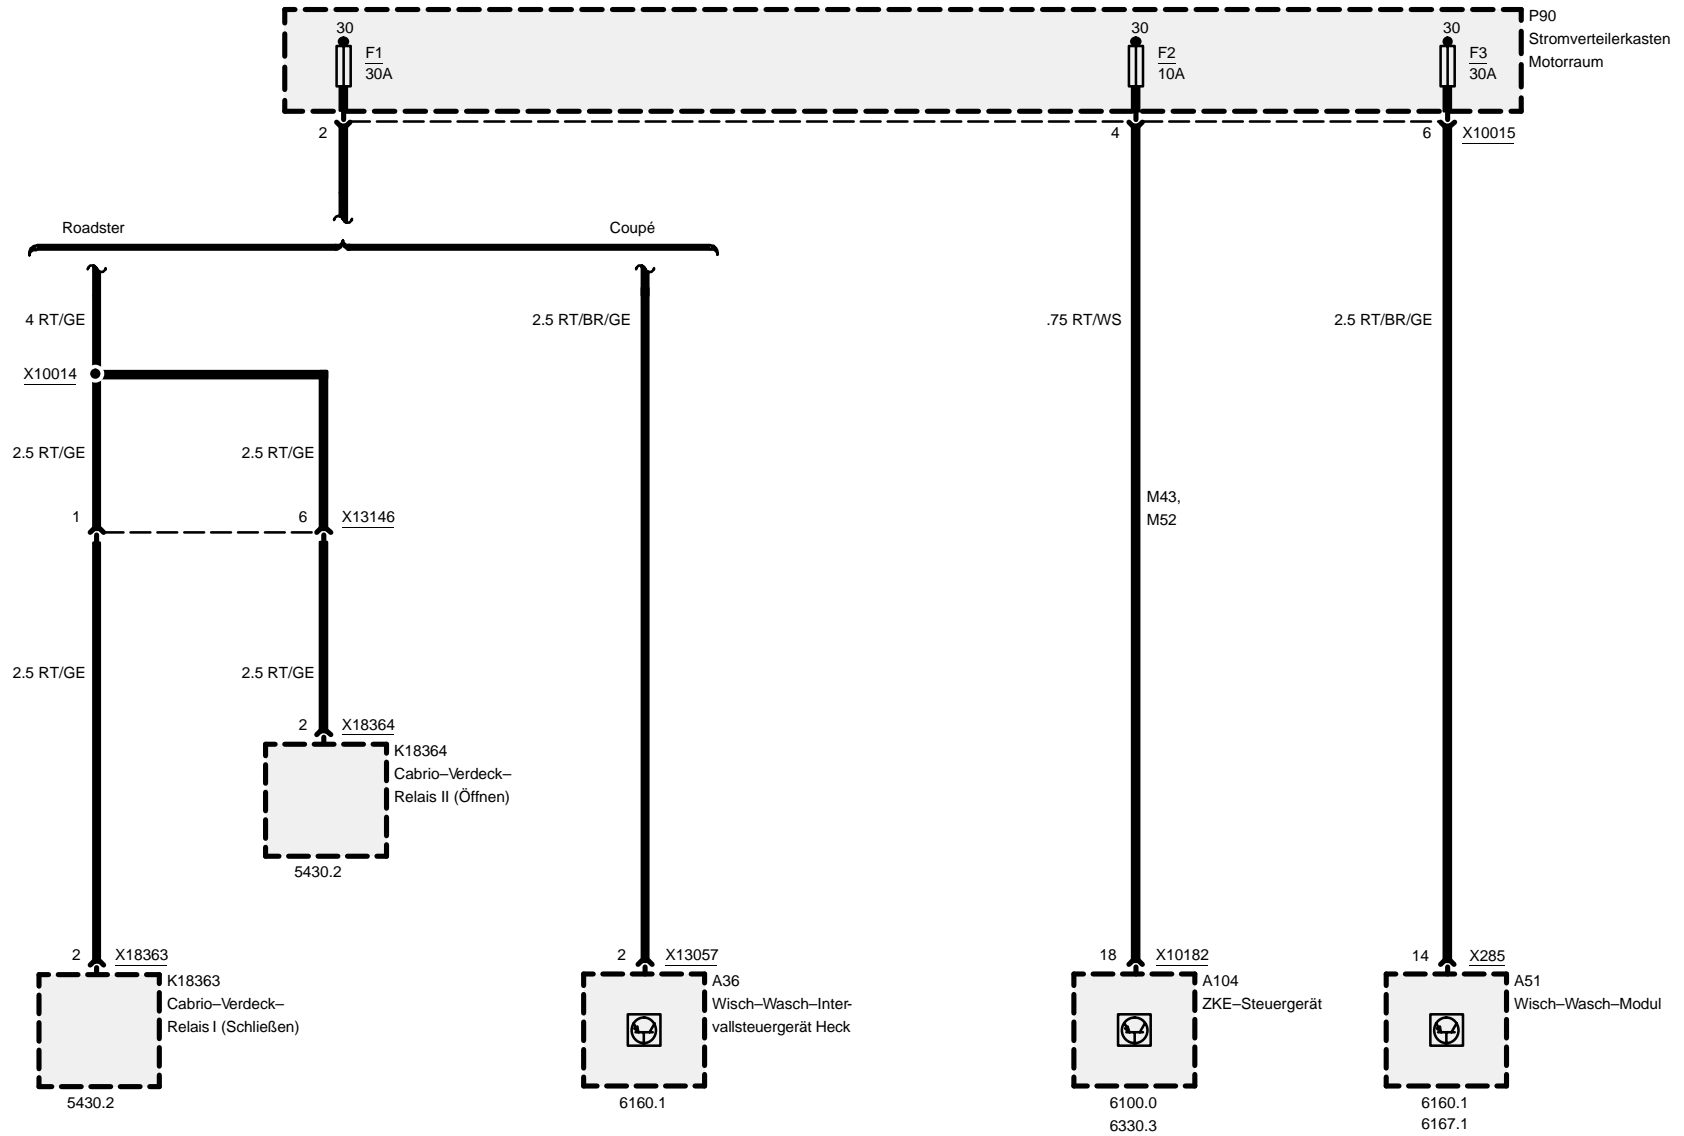 P90
Stromverteilerkasten
Motorraum
30
F1
30A
30
F2
10A
30
F3
30A
2
4
6
X10015
Roadster
Coupé
4 RT/GE
2.5 RT/BR/GE
.75 RT/WS
2.5 RT/BR/GE
X10014
2.5 RT/GE
2.5 RT/GE
M43,
M52
1
6
X13146
2.5 RT/GE
2.5 RT/GE
2
X18364
K18364
Cabrio–Verdeck–
Relais II (Öffnen)
5430.2
2
X18363
K18363
Cabrio–Verdeck–
Relais I (Schließen)
5430.2
2
X13057
A36
Wisch–Wasch–Inter-
vallsteuergerät Heck
6160.1
18
X10182
A104
ZKE–Steuergerät
6100.0
6330.3
14
X285
A51
Wisch–Wasch–Modul
6160.1
6167.1